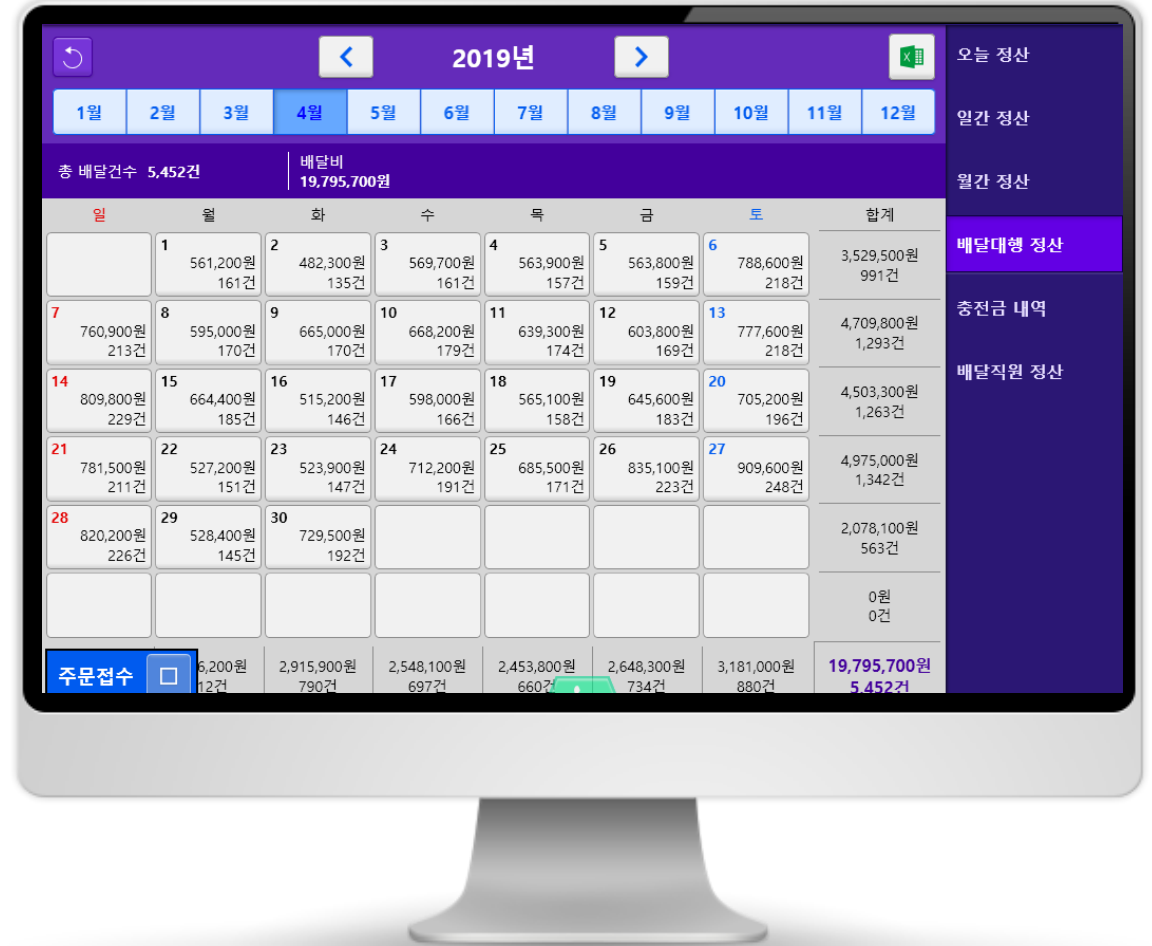 2019년
1월 2월 3월 4월 5월 6월 7월 8월 9월 10월 11월 12월
총 배달건수 5,452건
배달비
19,795,700원
일 월 화 수 목 금 토 합계
1 2 3 4 5 6
561,200원 482,300원 569,700원 563,900원 563,800원 788,600원 3,529,500원
161건 135건 161건 157건 159건 218건 991건
7 8 9 10 11 12 13
760,900원 595,000원 665,000원 668,200원 639,300원 603,800원 777,600원 4,709,800원
213건 170건 170건 179건 174건 169건 218건 1,293건
14 15 16 17 18 19 20
809,800원 664,400원 515,200원 598,000원 565,100원 645,600원 705,200원 4,503,300원
229건 185건 146건 166건 158건 183건 196건 1,263건
21 22 23 24 25 26 27
781,500원 527,200원 523,900원 712,200원 685,500원 835,100원 909,600원 4,975,000원
211건 151건 147건 191건 171건 223건 248건 1,342건
28 29 30
820,200원 528,400원 729,500원 2,078,100원
226건 145건 192건 563건
0원
0건
주문접수
6,200원 2,915,900원 2,548,100원 2,453,800원 2,648,300원 3,181,000원 19,795,700원
12건 790건 697건 660건 734건 880건 5,452건
오늘 정산
일간 정산
월간 정산
배달대행 정산
충전금 내역
배달직원 정산